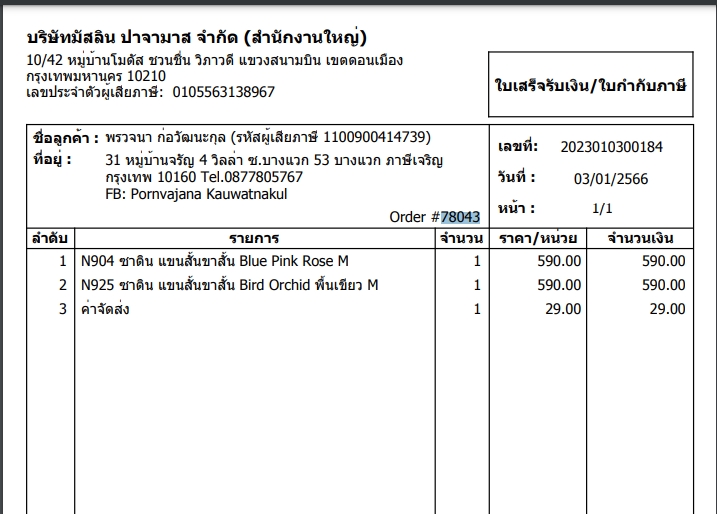 บริษัทมัสลิน ปาจามาส จำกัด (สำนักงานใหญ่)
10/42 หมู่บ้านโมดัส ชวนชื่น วิภาวดี แขวงสนามบิน เขตดอนเมือง
กรุงเทพมหานคร 10210
เลขประจำตัวผู้เสียภาษี: 0105563138967
ใบเสร็จรับเงิน/ใบกำกับภาษี
ชื่อลูกค้า : พรวจนา ก่อวัฒนะกุล (รหัสผู้เสียภาษี 1100900414739)
ที่อยู่ : 31 หมู่บ้านจรัญ 4 วิลล่า ซ.บางแวก 53 บางแวก ภาษีเจริญ
กรุงเทพ 10160 Tel.0877805767
FB: Pornvajana Kauwatnakul
Order #78043
เลขที่: 2023010300184
วันที่ : 03/01/2566
หน้า : 1/1
ลำดับ รายการ จำนวน ราคา/หน่วย จำนวนเงิน
1 N904 ซาติน แขนสั้นขาสั้น Blue Pink Rose M 1 590.00 590.00
2 N925 ซาติน แขนสั้นขาสั้น Bird Orchid พื้นเขียว M 1 590.00 590.00
3 ค่าจัดส่ง 1 29.00 29.00